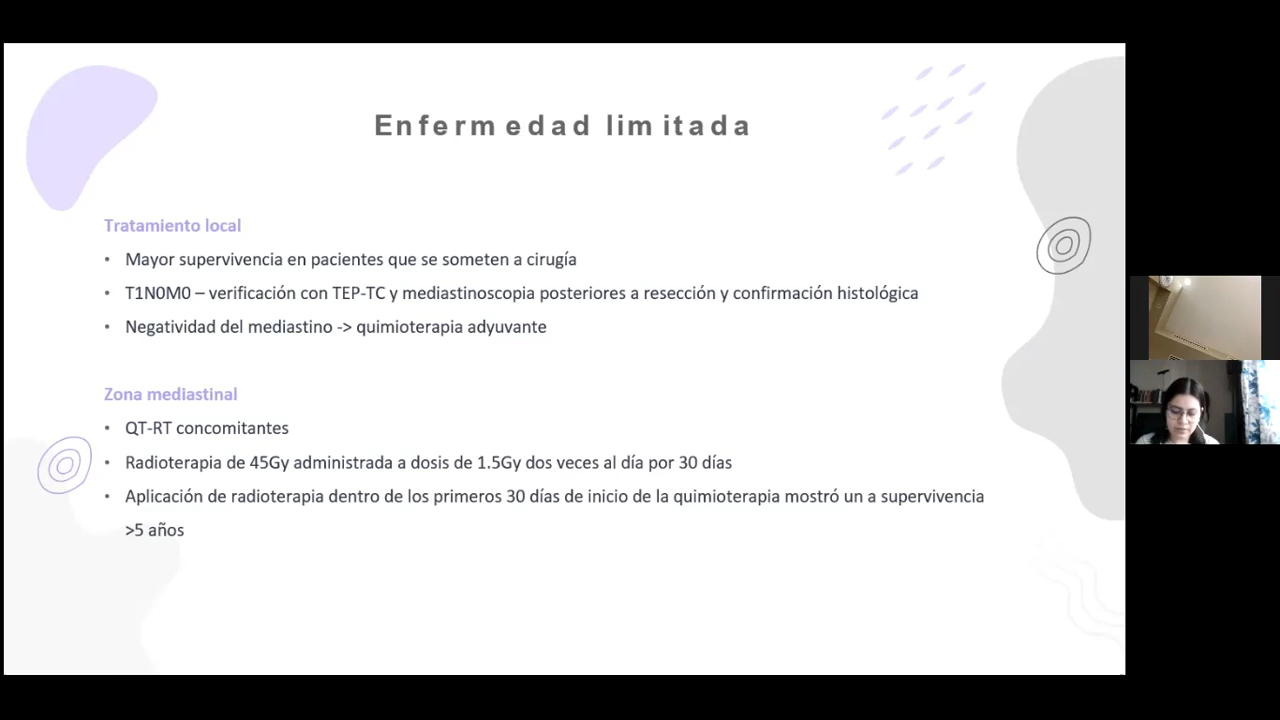 Enfermedad limitada
Tratamiento local
• Mayor supervivencia en pacientes que se someten a cirugía
• T1N0M0 – verificación con TEP-TC y mediastinoscopia posteriores a resección y confirmación histológica
• Negatividad del mediastino -> quimioterapia adyuvante
Zona mediastinal
• QT-RT concomitantes
• Radioterapia de 45Gy administrada a dosis de 1.5Gy dos veces al día por 30 días
• Aplicación de radioterapia dentro de los primeros 30 días de inicio de la quimioterapia mostró un a supervivencia
>5 años